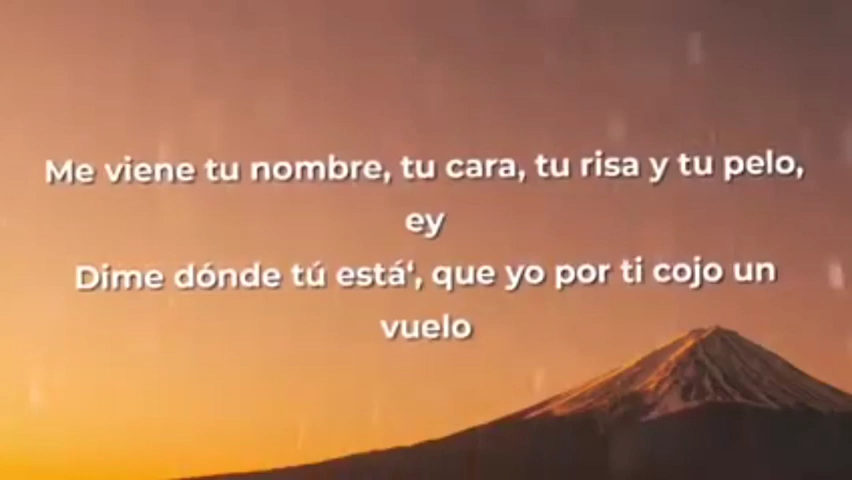 Me viene tu nombre, tu cara, tu risa y tu pelo,
ey
Dime dónde tú está‘, que yo por ti cojo un
vuelo